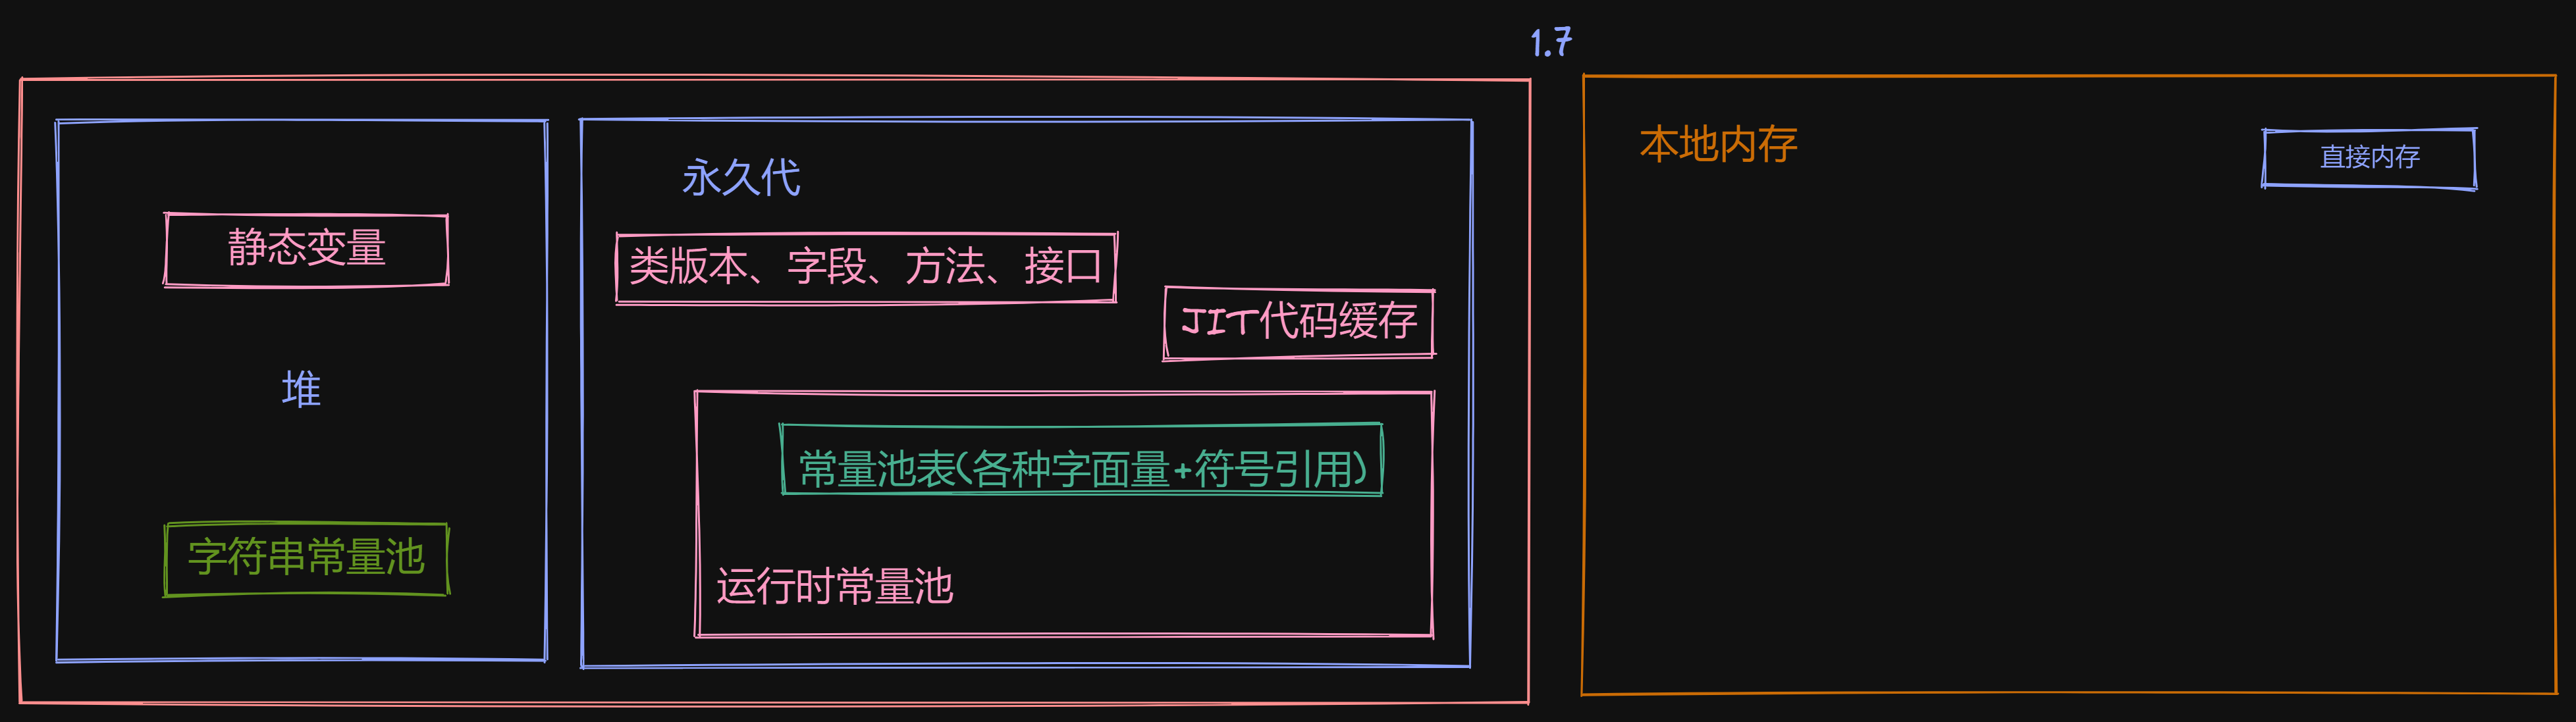 1.7
静态变量
堆
字符串常量池
永久代
类版本、字段、方法、接口
JIT代码缓存
常量池表(各种字面量+符号引用)
运行时常量池
本地内存
直接内存